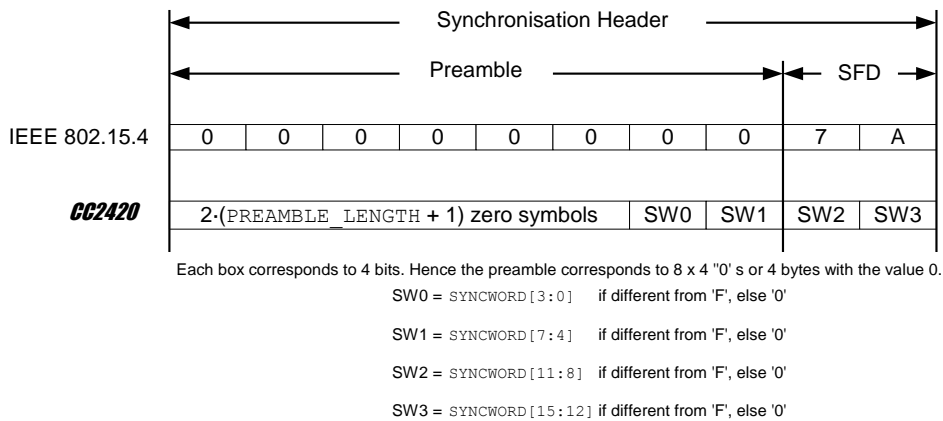 Synchronisation Header
Preamble SFD
IEEE 802.15.4 0 0 0 0 0 0 0 0 7 A
CC2420 2·(PREAMBLE_LENGTH + 1) zero symbols SW0 SW1 SW2 SW3
Each box corresponds to 4 bits. Hence the preamble corresponds to 8 x 4 "0' s or 4 bytes with the value 0.
SW0 = SYNCWORD[3:0] if different from 'F', else '0'
SW1 = SYNCWORD[7:4] if different from 'F', else '0'
SW2 = SYNCWORD[11:8] if different from 'F', else '0'
SW3 = SYNCWORD[15:12] if different from 'F', else '0'